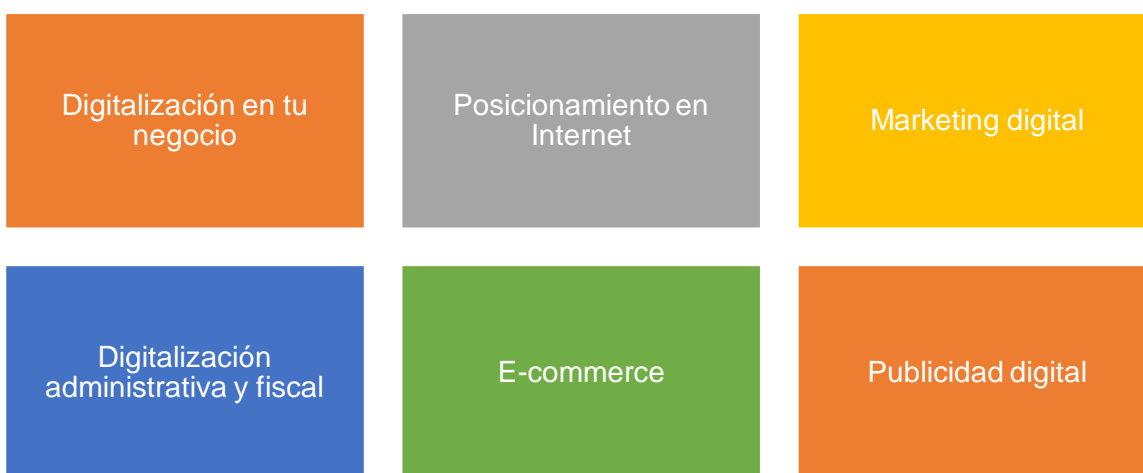 Digitalización en tu
negocio
Posicionamiento en
Internet
Marketing digital
Digitalización
administrativa y fiscal
E-commerce
Publicidad digital